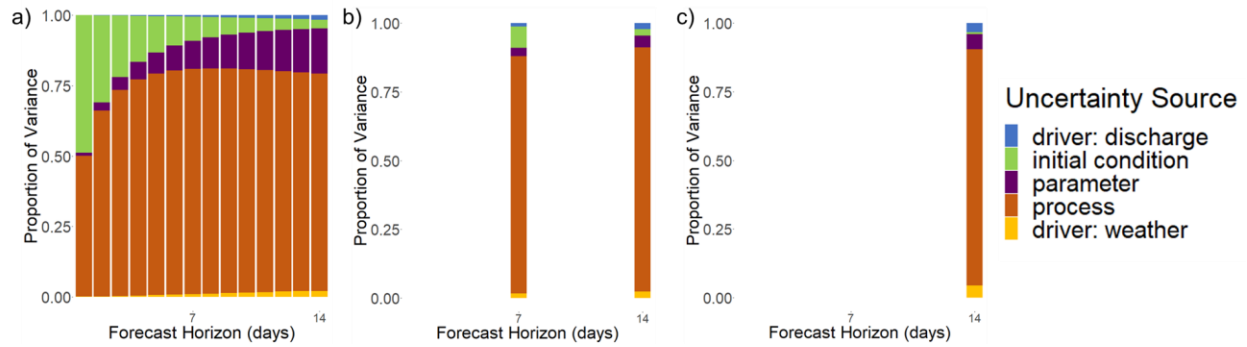 a)
Proportion of Variance
1.00
0.75
0.50
0.25
0.00
7
14
Forecast Horizon (days)
b)
Proportion of Variance
1.00
0.75
0.50
0.25
0.00
7
14
Forecast Horizon (days)
c)
Proportion of Variance
1.00
0.75
0.50
0.25
0.00
7
14
Forecast Horizon (days)
Uncertainty Source
driver: discharge
initial condition
parameter
process
driver: weather